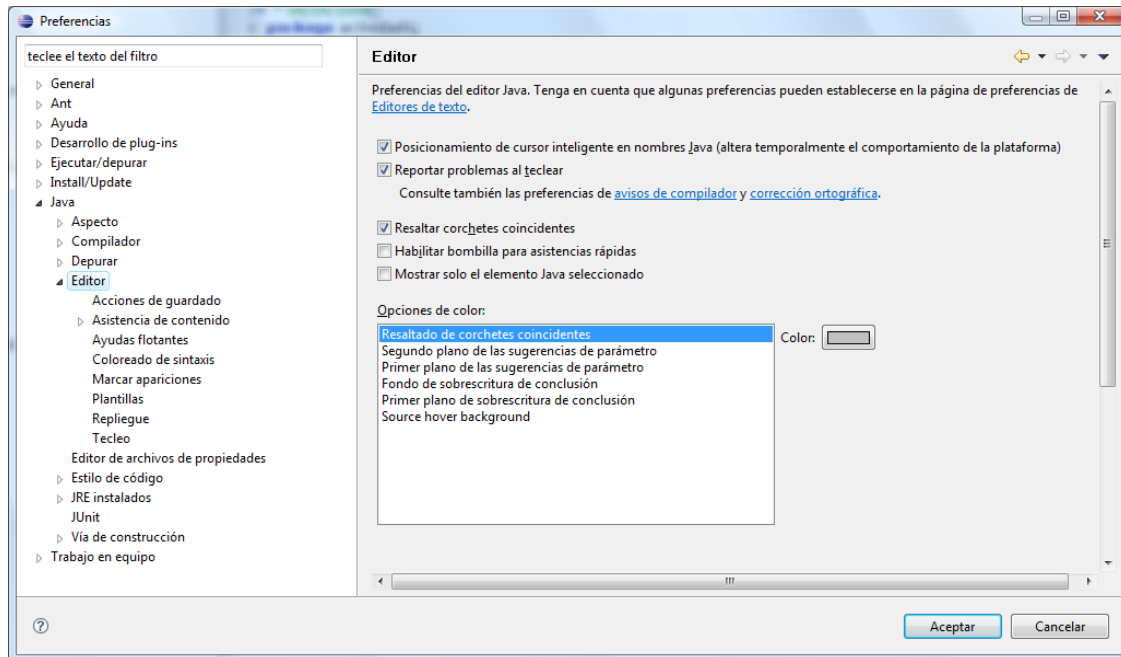 Preferencias
package
teclee el texto del filtro
General
Ant
Ayuda
Desarrollo de plug-ins
Ejecutar/depurar
Install/Update
Java
Aspecto
Compilador
Depurar
Editor
Acciones de guardado
Asistencia de contenido
Ayudas flotantes
Coloreado de sintaxis
Marcar apariciones
Plantillas
Repliegue
Tecleo
Editor de archivos de propiedades
Estilo de código
JRE instalados
JUnit
Vía de construcción
Trabajo en equipo
Editor
Preferencias del editor Java. Tenga en cuenta que algunas preferencias pueden establecerse en la página de preferencias de
Editores de texto.
Posicionamiento de cursor inteligente en nombres Java (altera temporalmente el comportamiento de la plataforma)
Reportar problemas al teclear
Consulte también las preferencias de avisos de compilador y corrección ortográfica.
Resaltar corchetes coincidentes
Habilitar bombilla para asistencias rápidas
Mostrar solo el elemento Java seleccionado
Opciones de color:
Resaltado de corchetes coincidentes
Segundo plano de las sugerencias de parámetro
Primer plano de las sugerencias de parámetro
Fondo de sobrescritura de conclusión
Primer plano de sobrescritura de conclusión
Source hover background
Color:
Aceptar
Cancelar